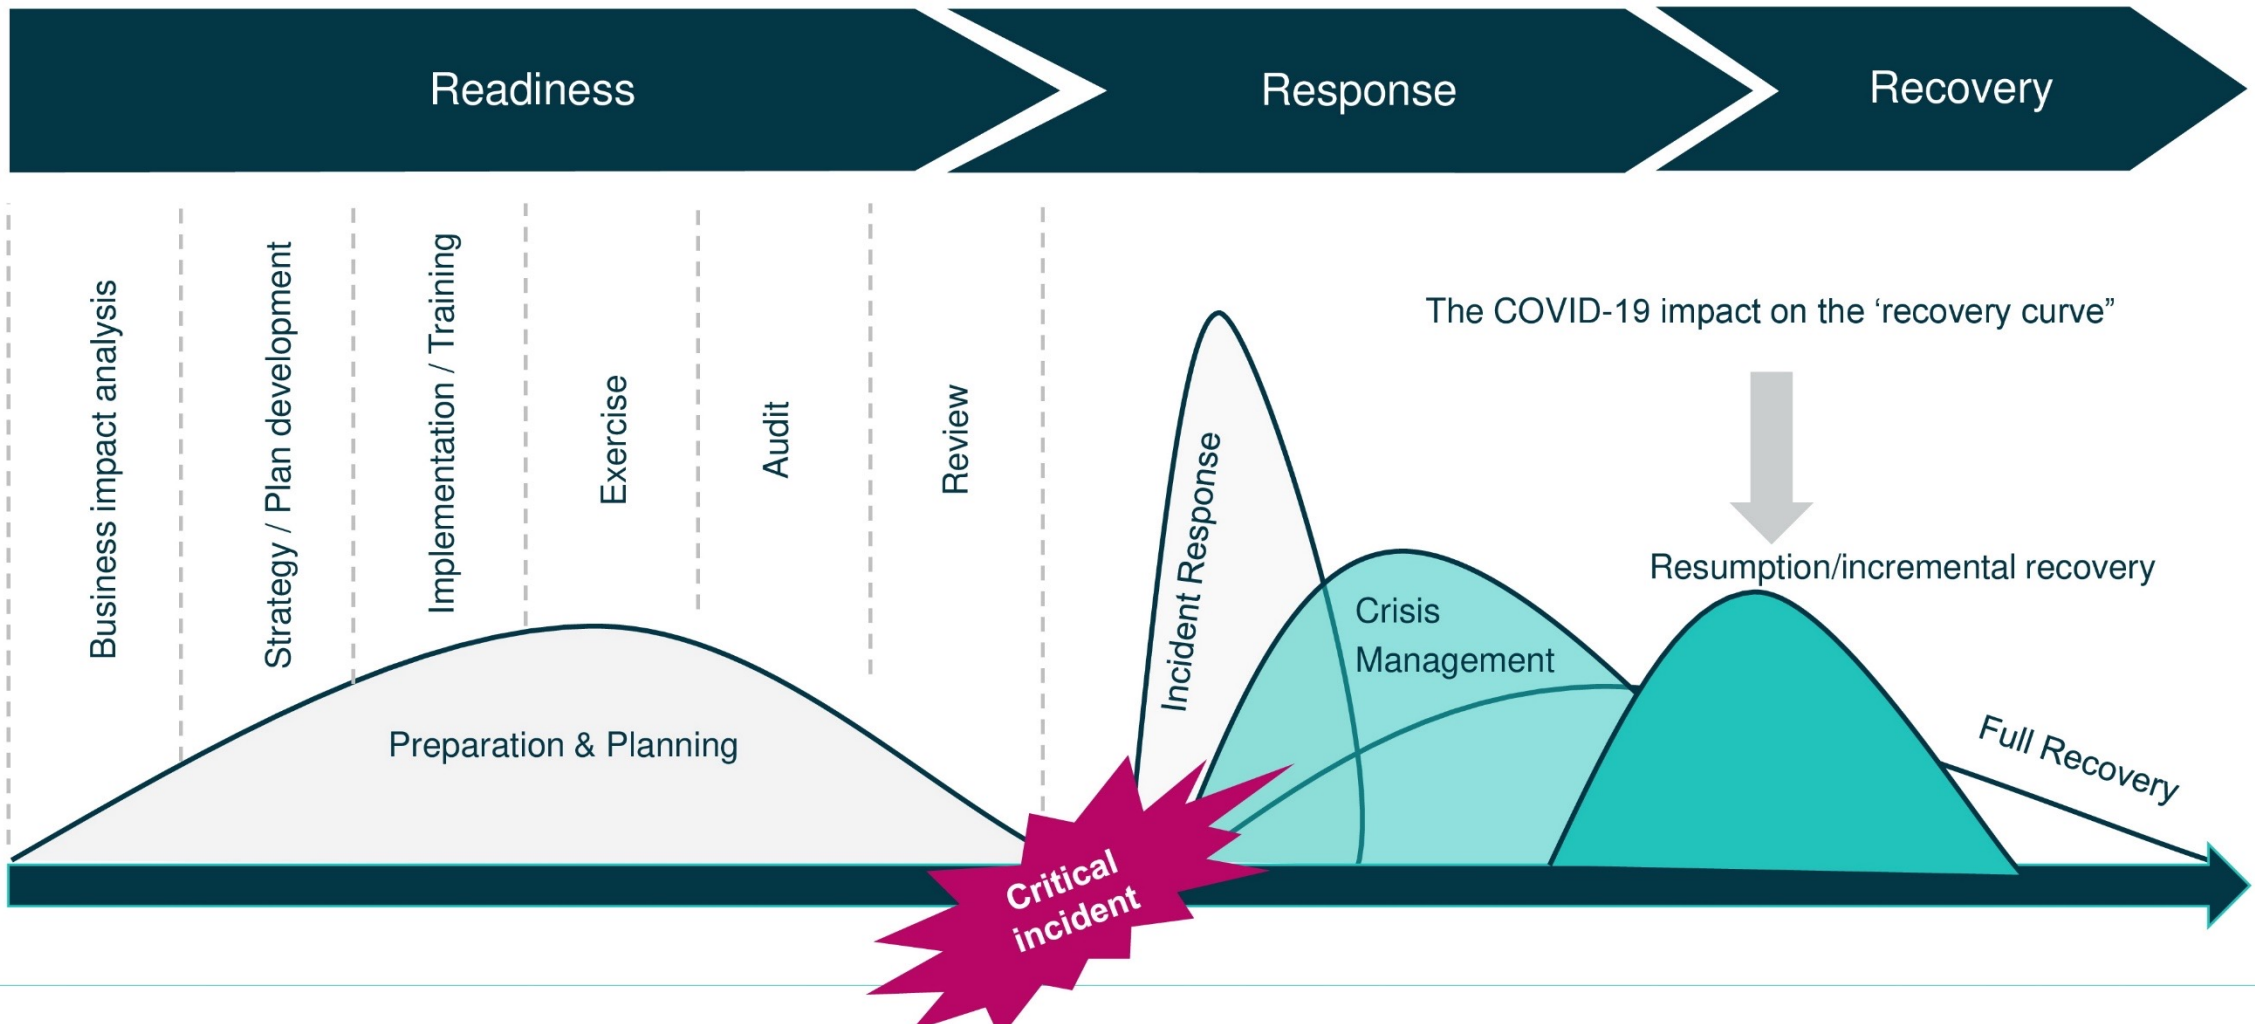 Readiness
Response
Recovery
Business impact analysis
Strategy / Plan development
Implementation / Training
Exercise
Audit
Review
The COVID-19 impact on the ‘recovery curve”
Incident Response
Crisis
Management
Resumption/incremental recovery
Full Recovery
Preparation & Planning
Critical
incident